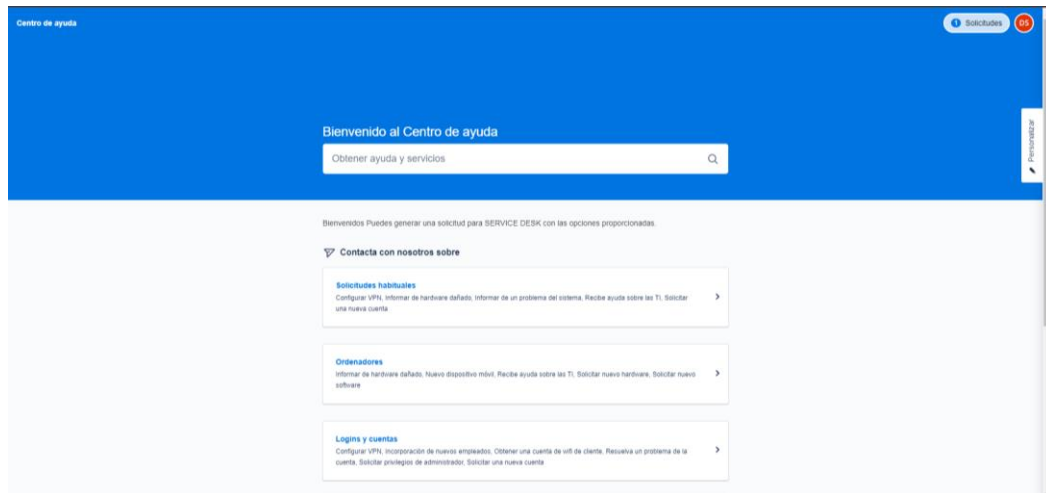 Centro de ayuda
1 Solicitudes DS
Personalizar
Bienvenido al Centro de ayuda
Obtener ayuda y servicios
Bienvenidos Puedes generar una solicitud para SERVICE DESK con las opciones proporcionadas.
Contacta con nosotros sobre
Solicitudes habituales
Configurar VPN, Informar de hardware dañado, Informar de un problema del sistema, Recibe ayuda sobre las TI, Solicitar
una nueva cuenta
Ordenadores
Informar de hardware dañado, Nuevo dispositivo móvil, Recibe ayuda sobre las TI, Solicitar nuevo hardware, Solicitar nuevo
software
Logins y cuentas
Configurar VPN, Incorporación de nuevos empleados, Obtener una cuenta de wifi de cliente, Resuelva un problema de la
cuenta, Solicitar privilegios de administrador, Solicitar una nueva cuenta